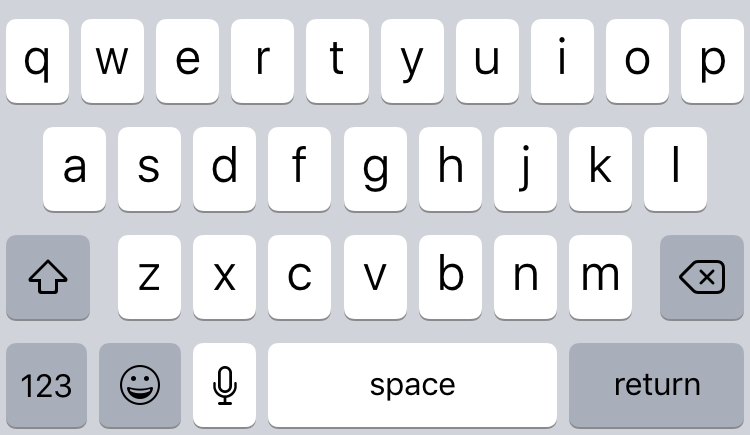 q w e r t y u i o p
a s d f g h j k l
z x c v b n m
123 space return